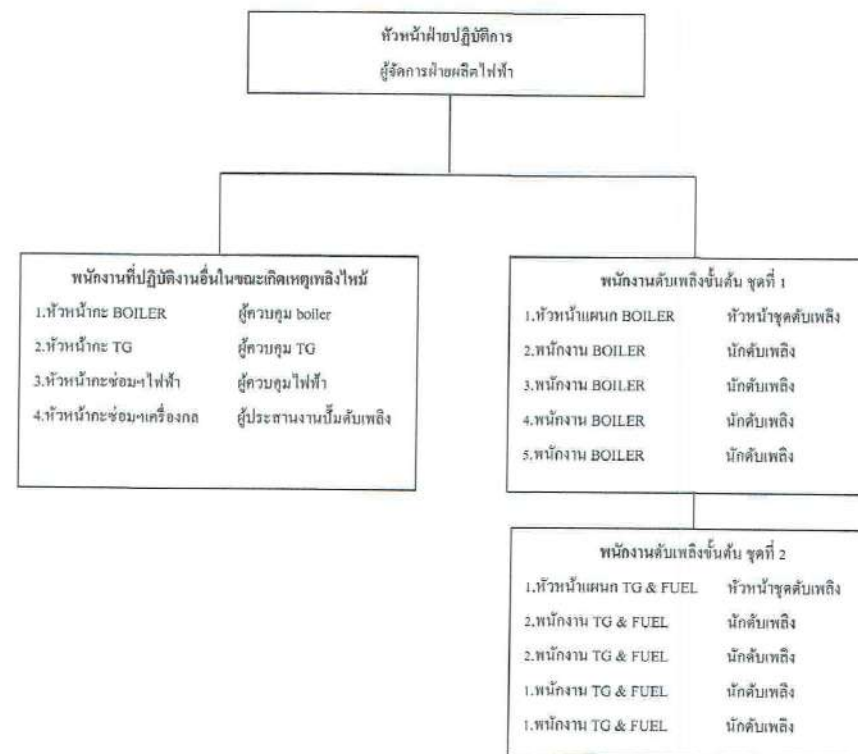 หัวหน้าฝ่ายปฏิบัติการ
ผู้จัดการฝ่ายผลิตไฟฟ้า
พนักงานที่ปฏิบัติงานอื่นในขณะเกิดเหตุเพลิงไหม้
1.หัวหน้ากะ BOILER ผู้ควบคุม boiler
2.หัวหน้ากะ TG ผู้ควบคุม TG
3.หัวหน้ากะซ่อมฯไฟฟ้า ผู้ควบคุมไฟฟ้า
4.หัวหน้ากะซ่อมฯเครื่องกล ผู้ประสานงานปั๊มดับเพลิง
พนักงานดับเพลิงขั้นต้น ชุดที่ 1
1.หัวหน้าแผนก BOILER หัวหน้าชุดดับเพลิง
2.พนักงาน BOILER นักดับเพลิง
3.พนักงาน BOILER นักดับเพลิง
4.พนักงาน BOILER นักดับเพลิง
5.พนักงาน BOILER นักดับเพลิง
พนักงานดับเพลิงขั้นต้น ชุดที่ 2
1.หัวหน้าแผนก TG & FUEL หัวหน้าชุดดับเพลิง
2.พนักงาน TG & FUEL นักดับเพลิง
2.พนักงาน TG & FUEL นักดับเพลิง
1.พนักงาน TG & FUEL นักดับเพลิง
1.พนักงาน TG & FUEL นักดับเพลิง